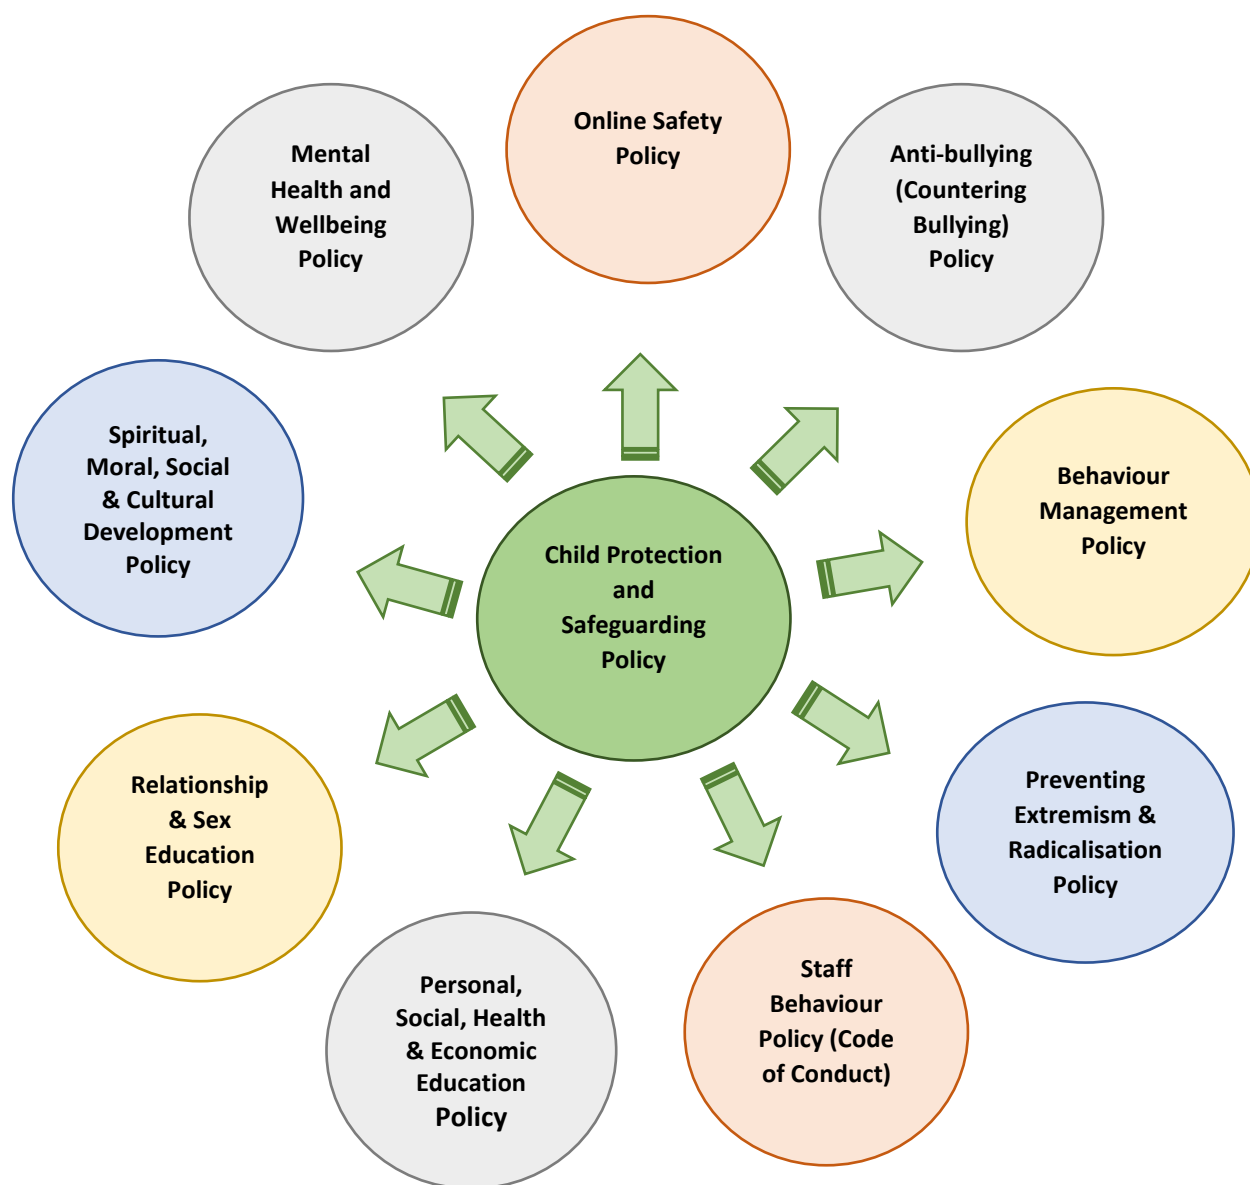 Online Safety
Policy
Mental
Health and
Wellbeing
Policy
Anti-bullying
(Countering
Bullying)
Policy
Spiritual,
Moral, Social
& Cultural
Development
Policy
Behaviour
Management
Policy
Child Protection
and
Safeguarding
Policy
Relationship
& Sex
Education
Policy
Preventing
Extremism &
Radicalisation
Policy
Personal,
Social, Health
& Economic
Education
Policy
Staff
Behaviour
Policy (Code
of Conduct)